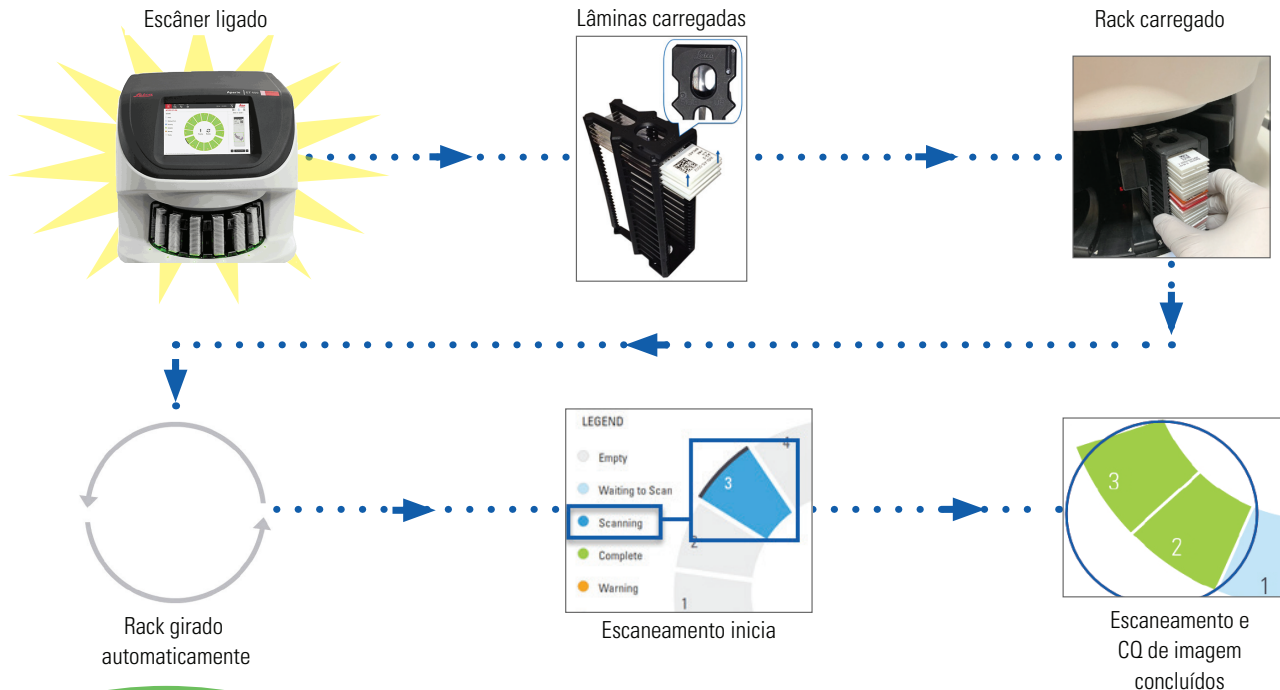 Escâner ligado
Lâminas carregadas
Rack carregado
LEGEND
Empty
Waiting to Scan
Scanning
Complete
Warning
4
3
2
1
3
2
1
Rack girado
automaticamente
Escaneamento inicia
Escaneamento e
CQ de imagem
concluídos